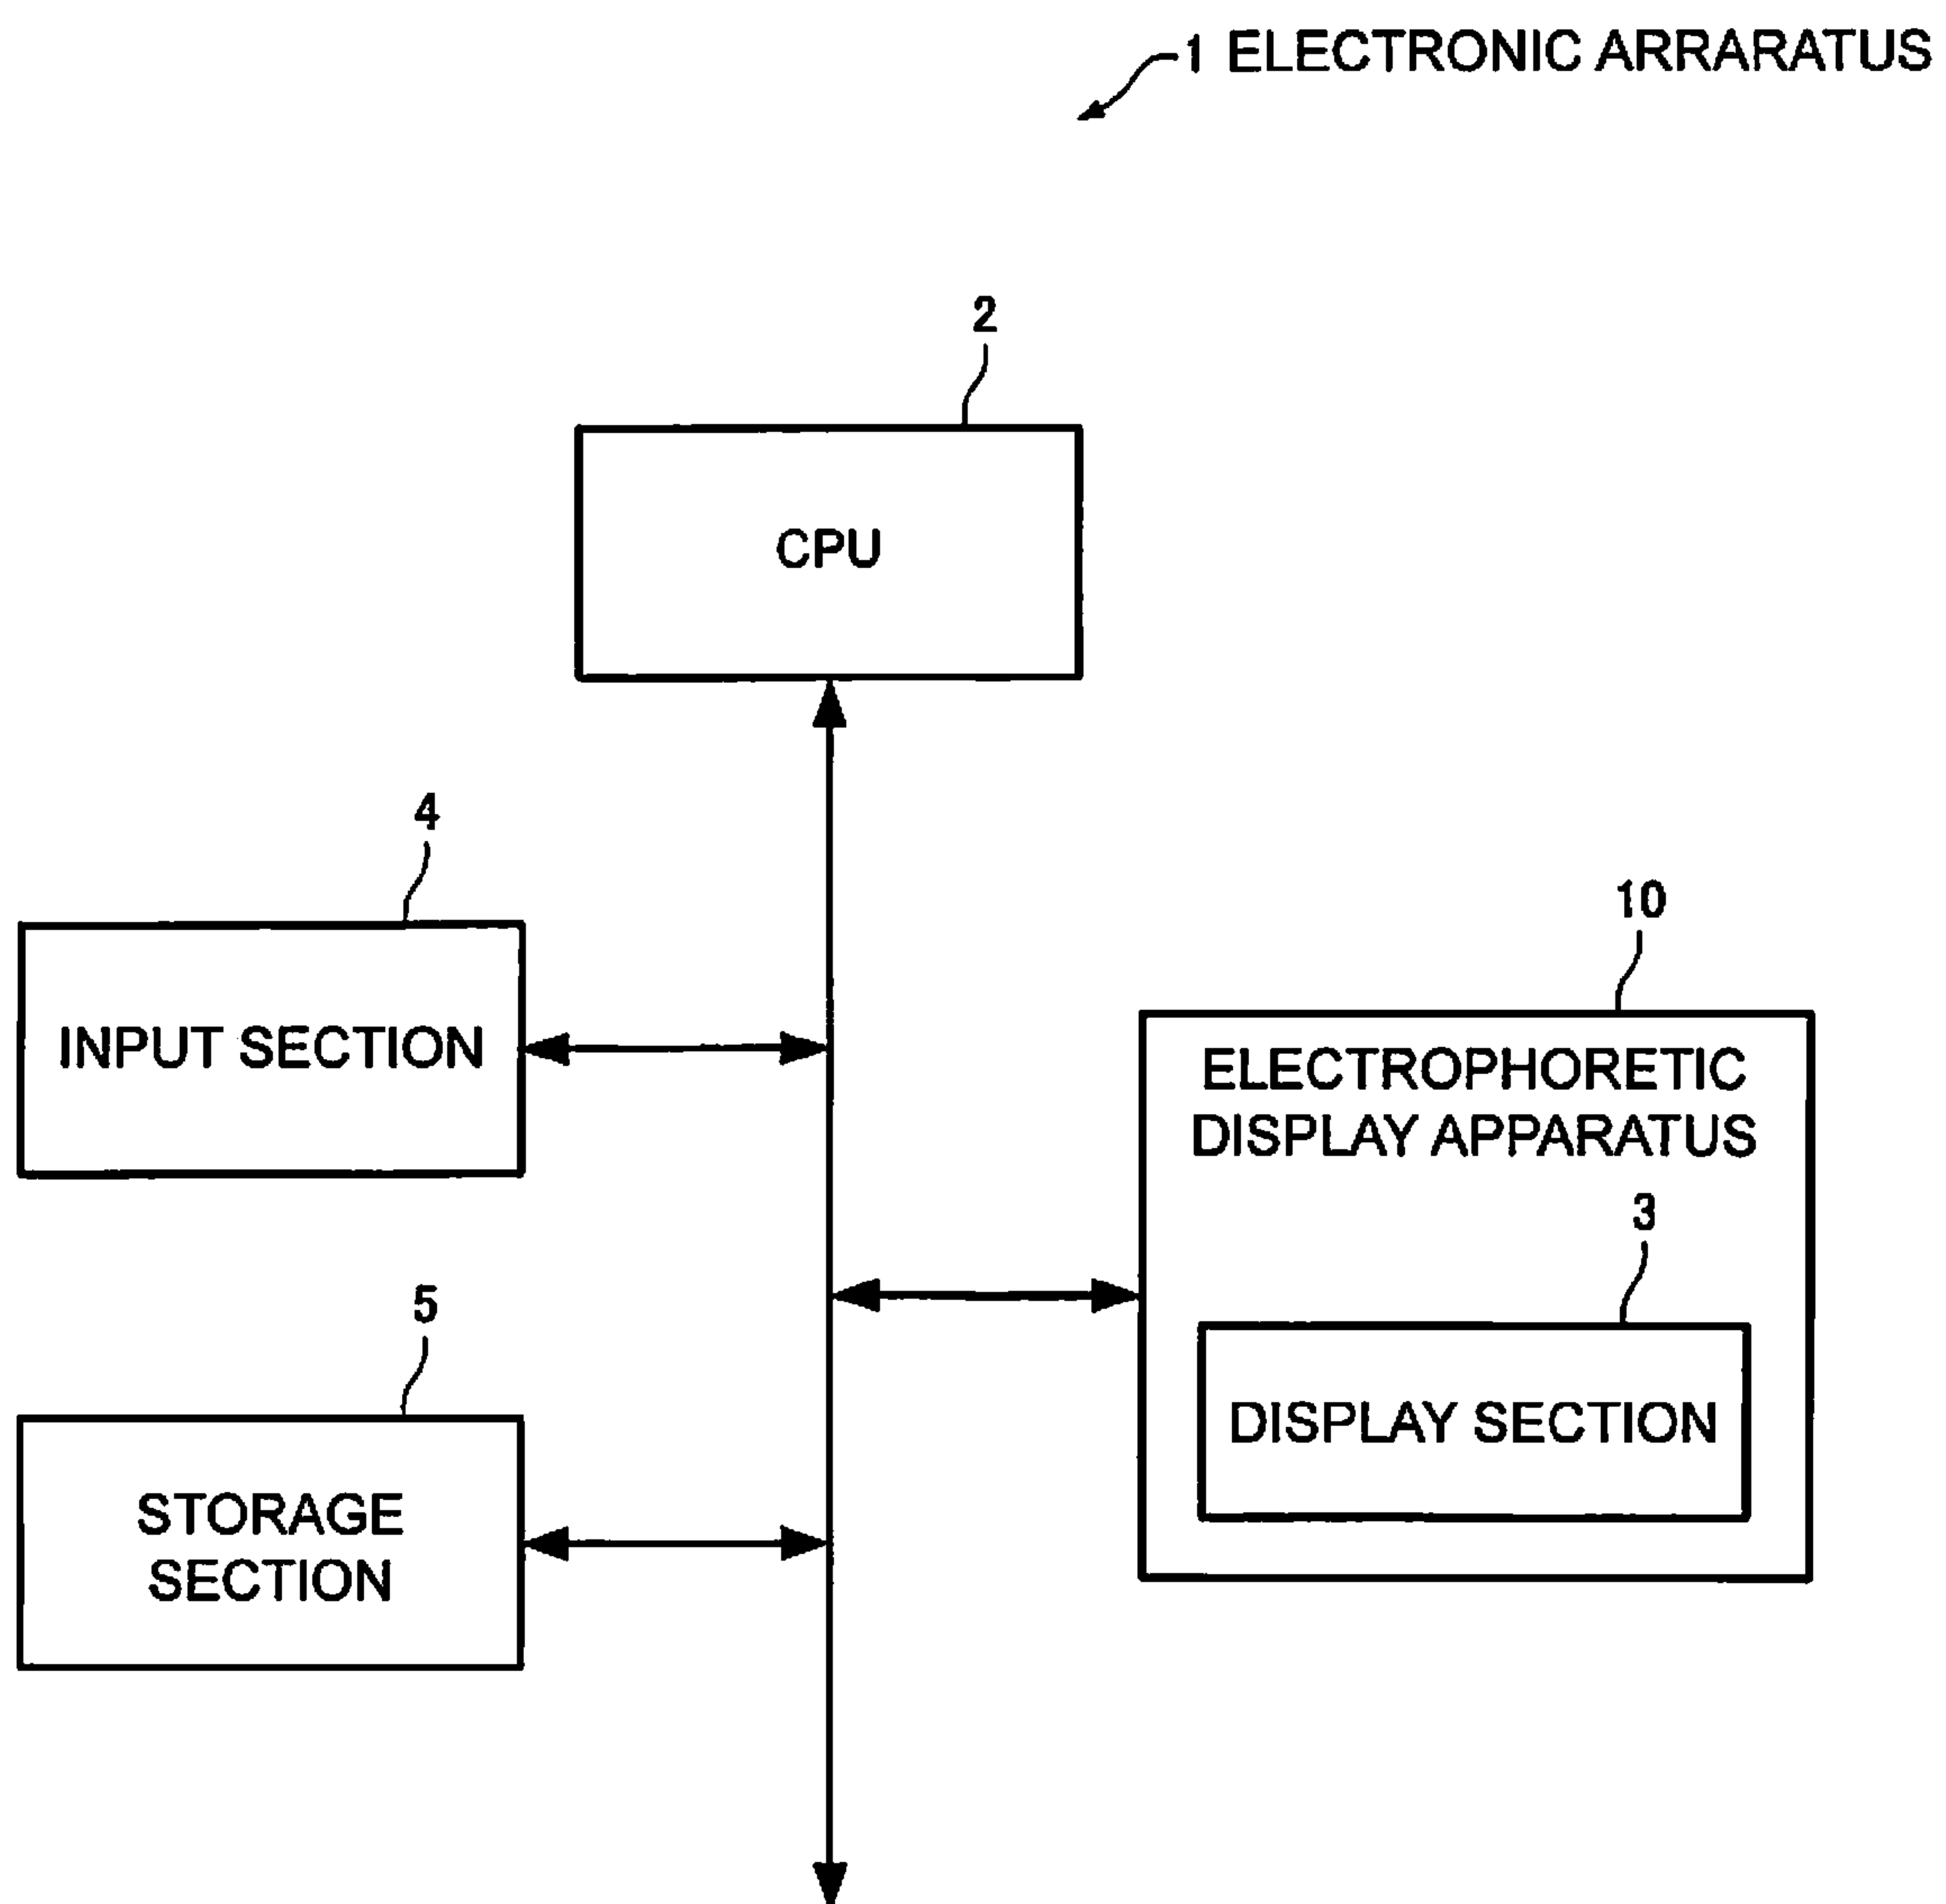 1 ELECTRONIC ARRARATUS
2
CPU
4
INPUT SECTION
10
ELECTROPHORETIC
DISPLAY APPARATUS
3
DISPLAY SECTION
5
STORAGE
SECTION